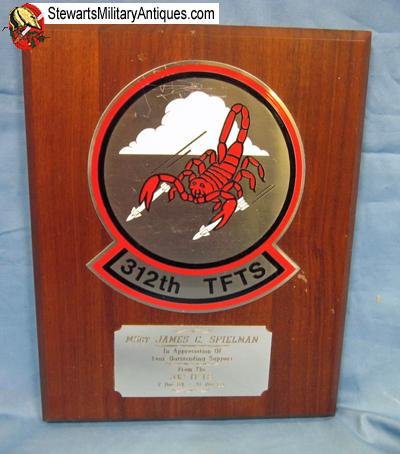 StewartsMilitaryAntiques.com
312th TFTS
MSGT JAMES C. SPIELMAN
In Appreciation Of
Your Outstanding Support
From The